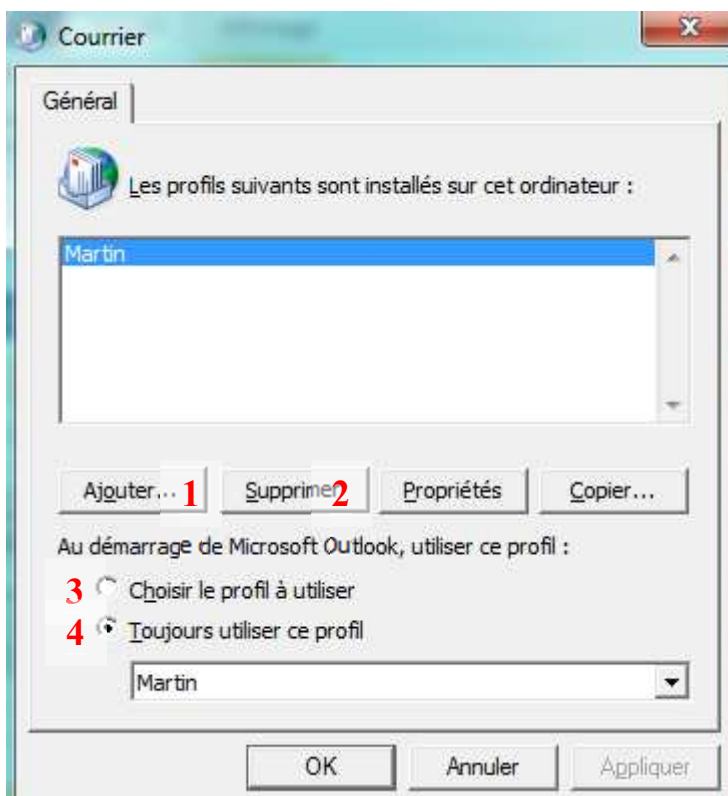 Courrier
Général
Les profils suivants sont installés sur cet ordinateur :
Martin
Ajouter... 1 Supprimer 2 Propriétés Copier...
Au démarrage de Microsoft Outlook, utiliser ce profil :
3 Choisir le profil à utiliser
4 Toujours utiliser ce profil
Martin
OK Annuler Appliquer